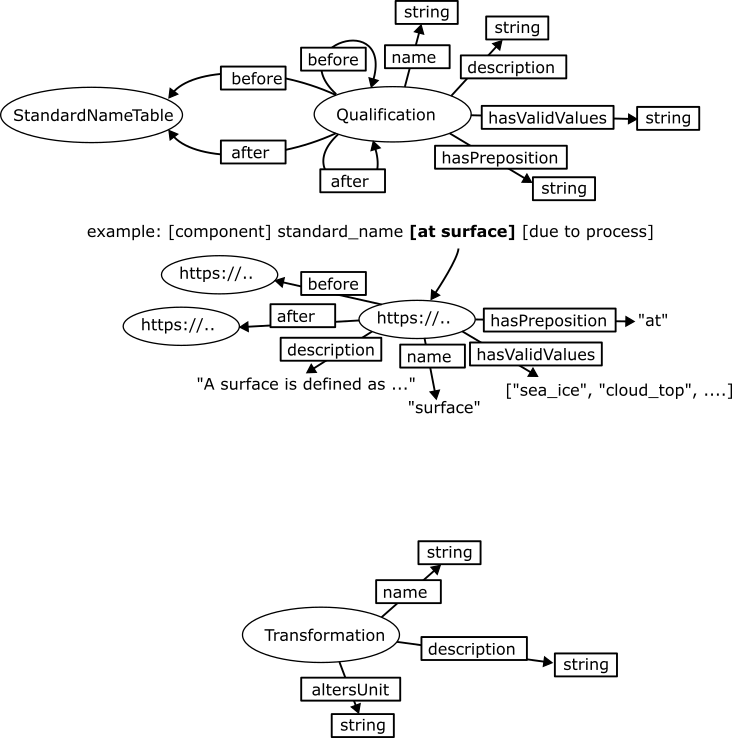 string
string
before
name
before
description
StandardNameTable
Qualification
hasValidValues
string
after
hasPreposition
after
string
example: [component] standard_name [at surface] [due to process]
https://..
before
https://..
after
https://..
hasPreposition
"at"
description
name
hasValidValues
"A surface is defined as ..."
["sea_ice", "cloud_top", ....]
"surface"
string
name
Transformation
description
string
altersUnit
string